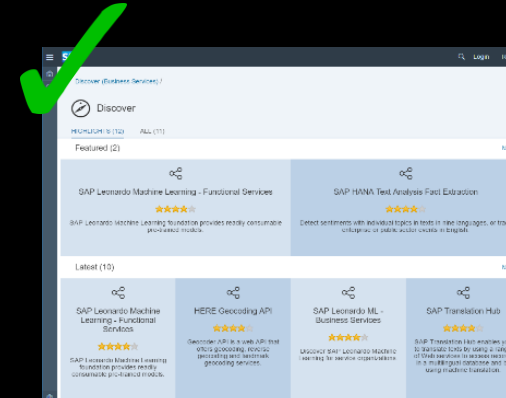 Login
Discover (Business Services) /
Discover
HIGHLIGHTS (12) ALL (11)
Featured (2)
SAP Leonardo Machine Learning - Functional Services
SAP Leonardo Machine Learning foundation provides readily consumable
pre-trained models.
SAP HANA Text Analysis Fact Extraction
Detect sentiments with individual topics in texts in nine languages, or
enterprise or public sector events in English.
Latest (10)
SAP Leonardo Machine
Learning - Functional
Services
SAP Leonardo Machine Learning
foundation provides readily
consumable pre-trained models.
HERE Geocoding API
Geocoder API is a web API that
offers geocoding, reverse
geocoding and landmark
geocoding services.
SAP Leonardo ML -
Business Services
Discover SAP Leonardo Machine
Learning for service organizations
SAP Translation Hub
SAP Translation Hub enables
to translate texts by using a
of Web services to access
in a multilingual database and
using machine translation.